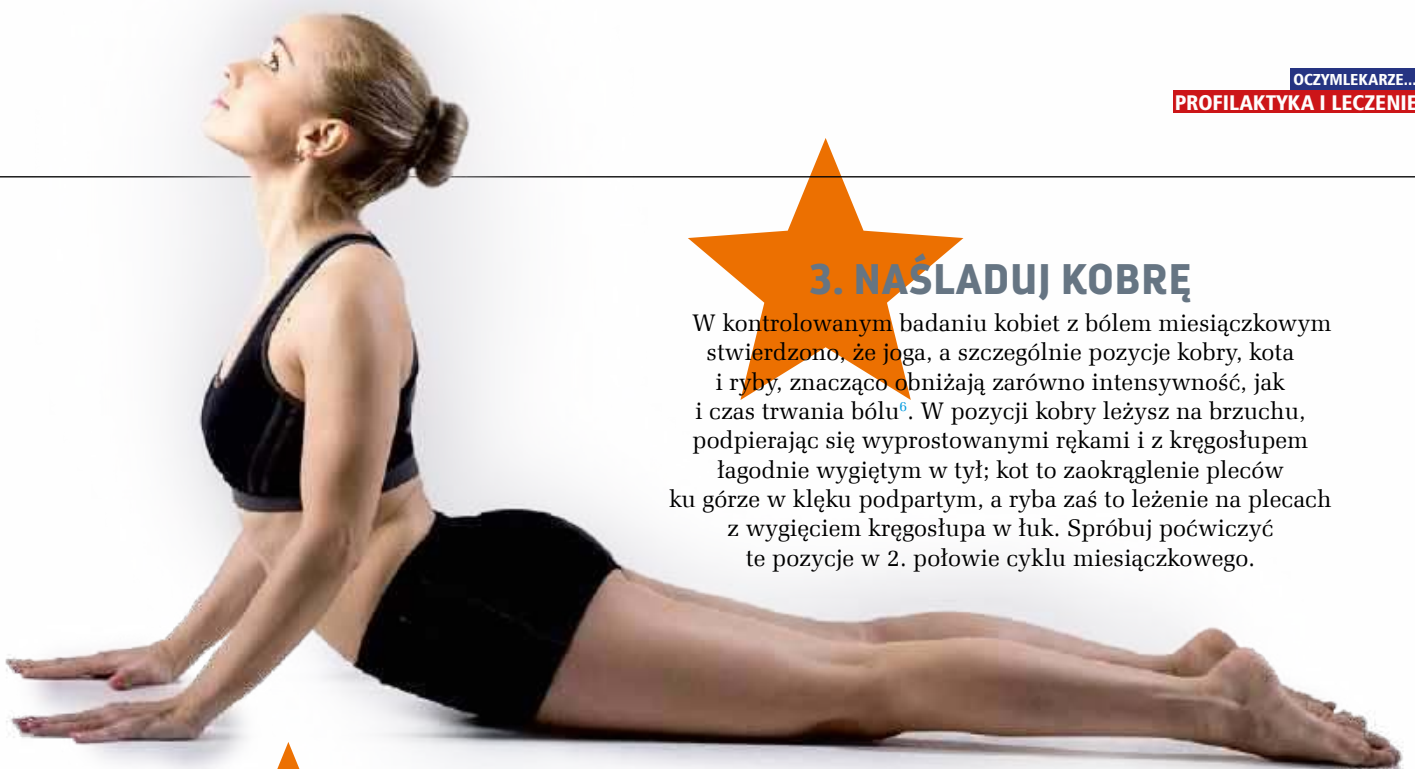 OCZYMLEKARZE...
PROFILAKTYKA I LECZENIE
3. NAŚLADUJ KOBRĘ
W kontrolowanym badaniu kobiet z bólem miesiączkowym
stwierdzono, że joga, a szczególnie pozycje kobry, kota
i ryby, znacząco obniżają zarówno intensywność, jak
i czas trwania bólu⁶. W pozycji kobry leżysz na brzuchu,
podpierając się wyprostowanymi rękami i z kręgosłupem
łagodnie wygiętym w tył; kot to zaokrąglenie pleców
ku górze w klęku podpartym, a ryba zaś to leżenie na plecach
z wygięciem kręgosłupa w łuk. Spróbuj poćwiczyć
te pozycje w 2. połowie cyklu miesiączkowego.